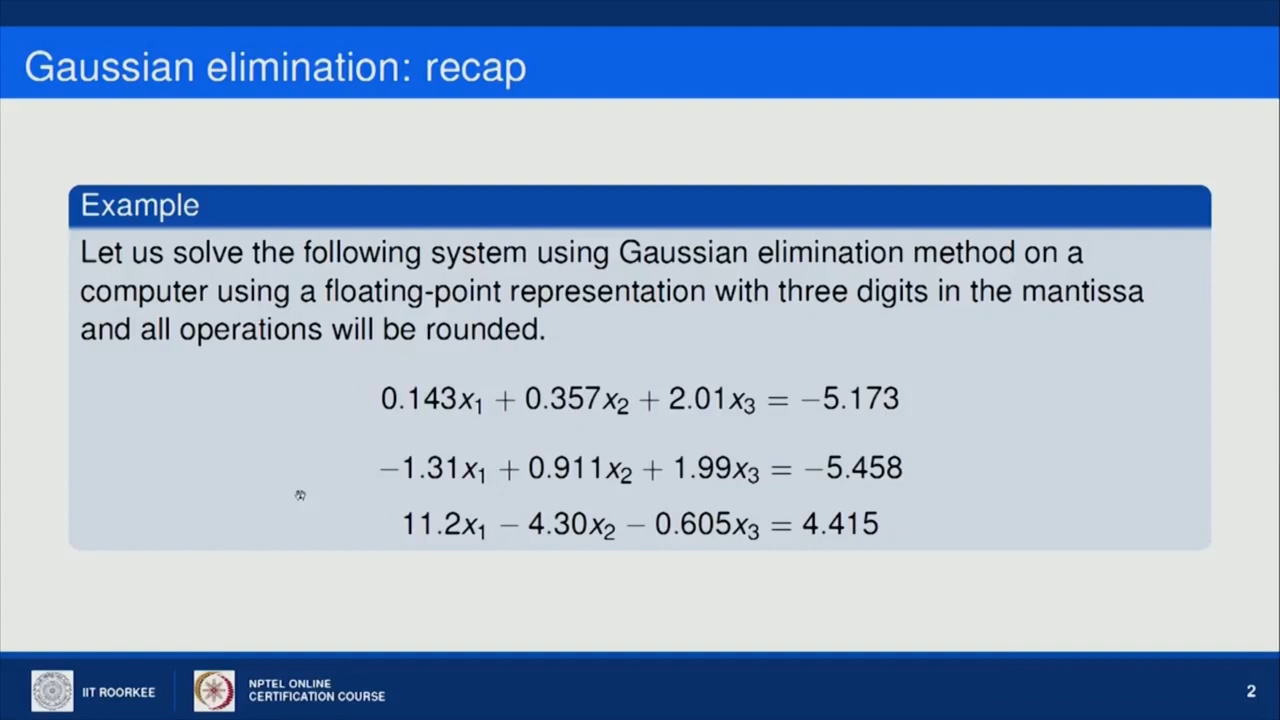 Gaussian elimination: recap
Example
Let us solve the following system using Gaussian elimination method on a
computer using a floating-point representation with three digits in the mantissa
and all operations will be rounded.
0.143x₁ + 0.357x₂ + 2.01x₃ = −5.173
−1.31x₁ + 0.911x₂ + 1.99x₃ = −5.458
11.2x₁ − 4.30x₂ − 0.605x₃ = 4.415
IIT ROORKEE
NPTEL ONLINE
CERTIFICATION COURSE
2